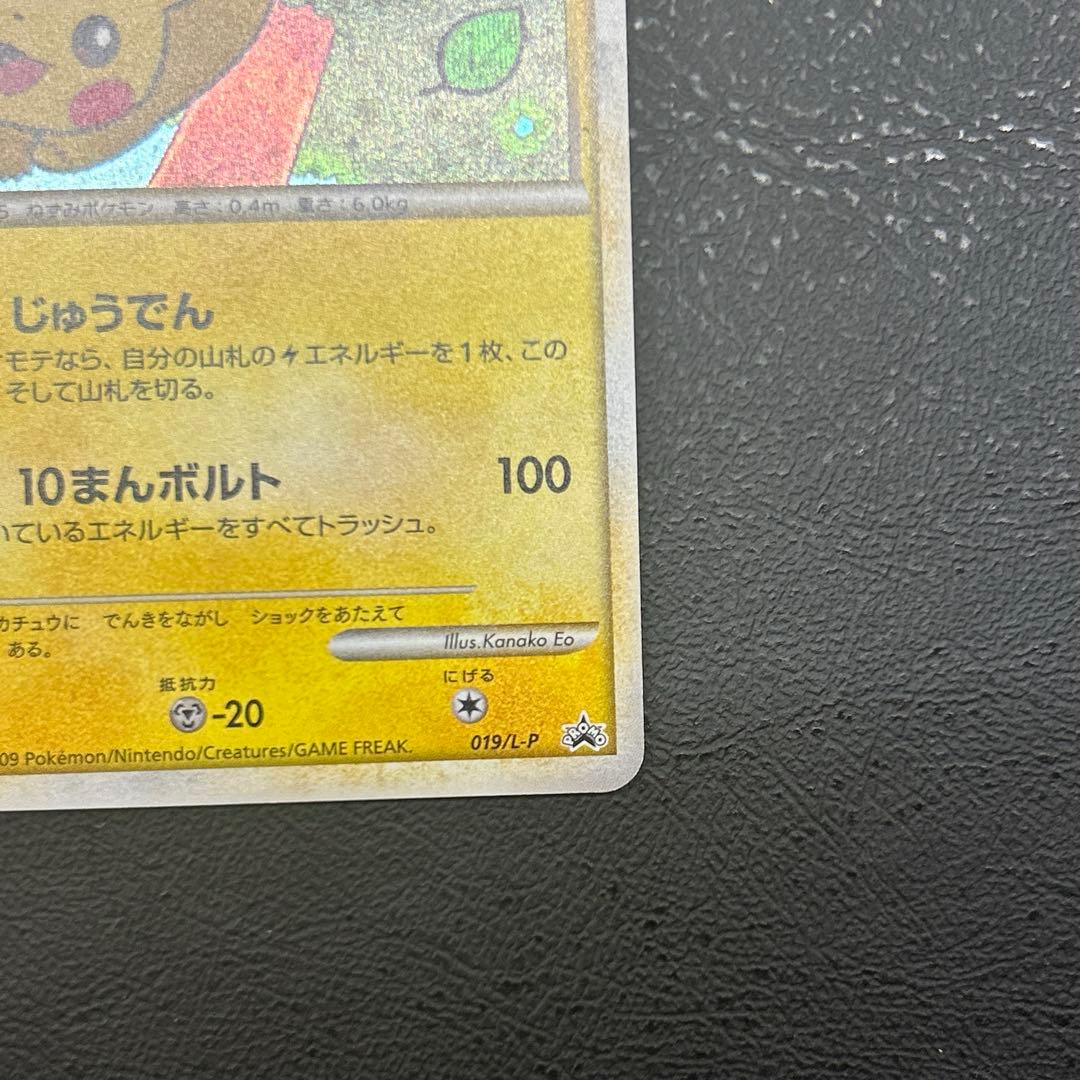 5 ねずみポケモン 高さ：0.4m 重さ：6.0kg
じゅうでん
モテなら、自分の山札のエネルギーを1枚、この
そして山札を切る。
10まんボルト 100
いているエネルギーをすべてトラッシュ。
カチュウに でんきをながし ショックをあたえて
ある。
Illus.Kanako Eo
抵抗力 にげる
-20
09 Pokémon/Nintendo/Creatures/GAME FREAK. 019/L-P PROMO